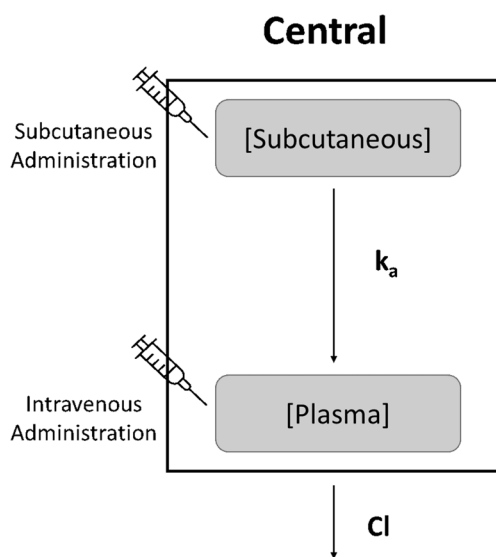 Central
Subcutaneous
Administration
[Subcutaneous]
kₐ
Intravenous
Administration
[Plasma]
Cl